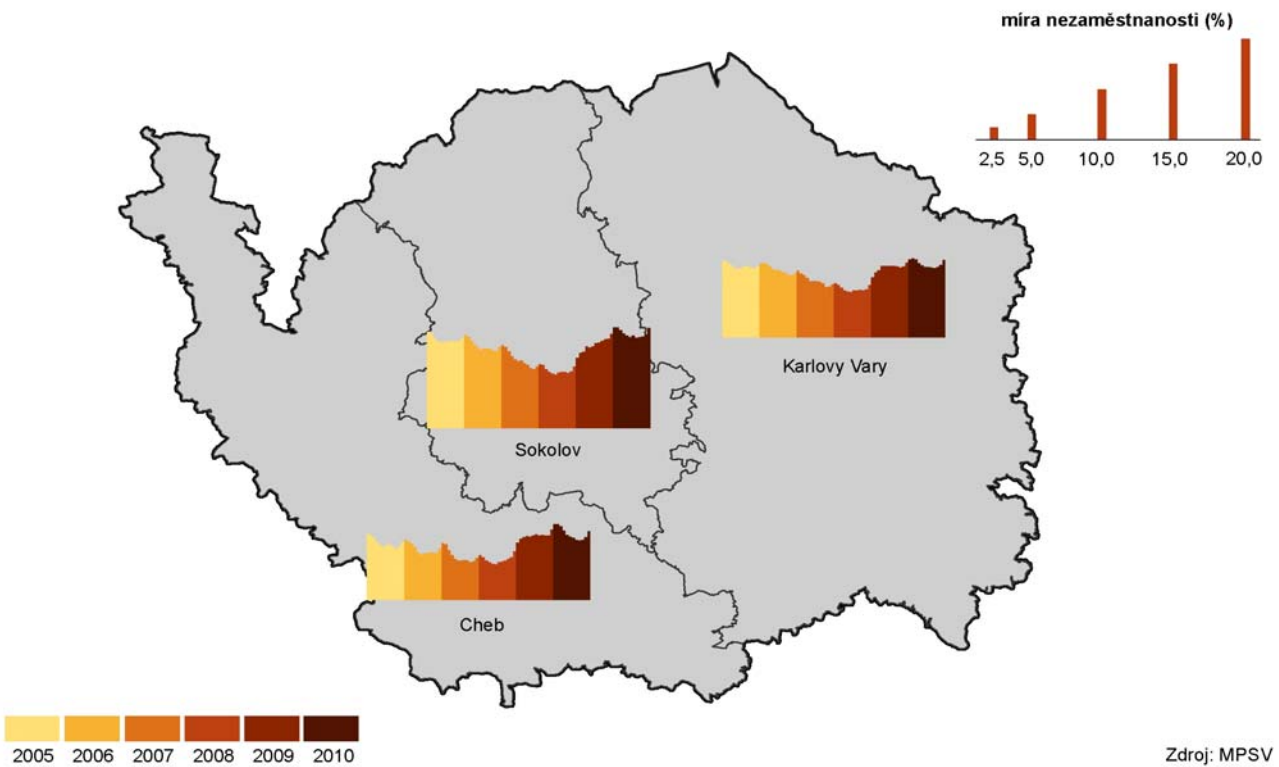 míra nezaměstnanosti (%)
2,5 5,0 10,0 15,0 20,0
Karlovy Vary
Sokolov
Cheb
2005 2006 2007 2008 2009 2010
Zdroj: MPSV